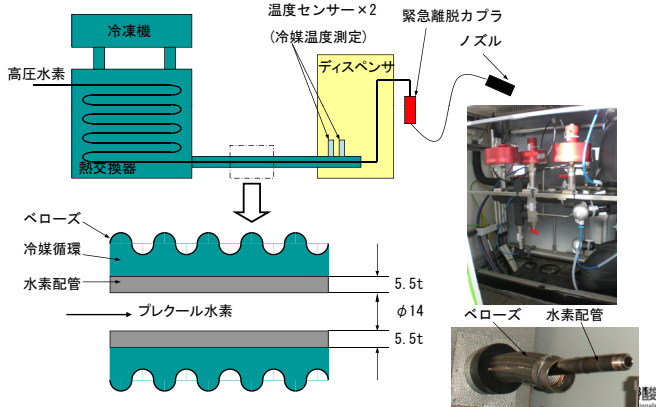 温度センサー×2
(冷媒温度測定)
緊急離脱カプラ
ノズル
冷凍機
ディスペンサ
高圧水素
熱交換器
ベローズ
冷媒循環
水素配管
プレクール水素
5.5t
φ14
5.5t
ベローズ
水素配管